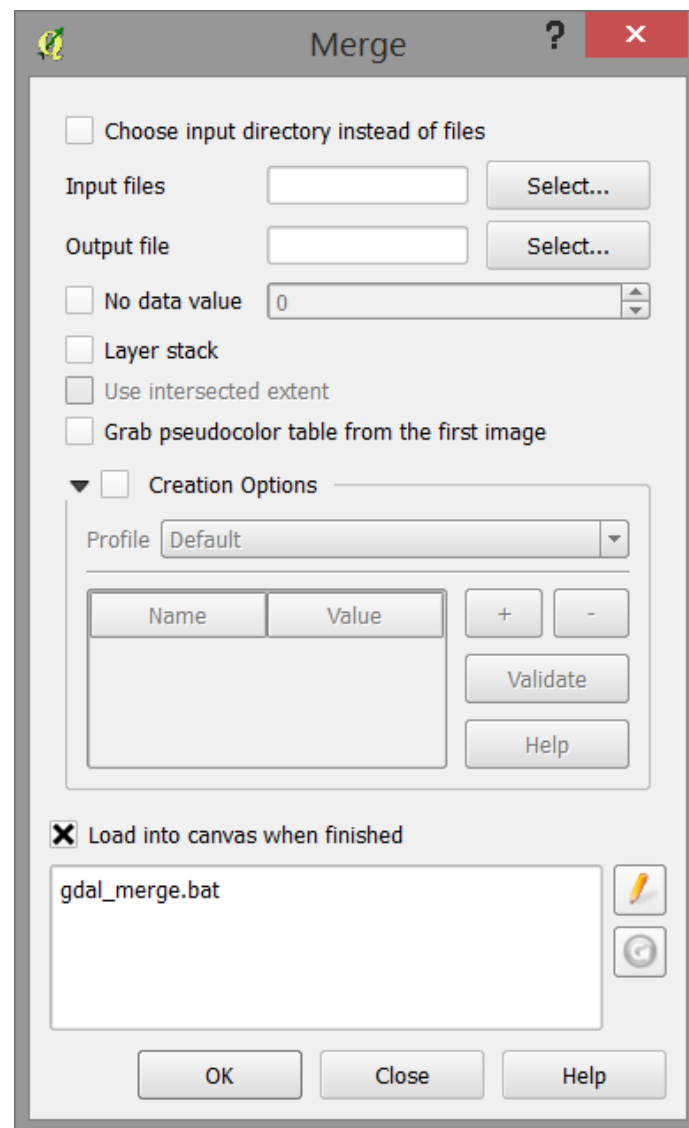 Merge ? ×
Choose input directory instead of files
Input files Select...
Output file Select...
No data value 0
Layer stack
Use intersected extent
Grab pseudocolor table from the first image
Creation Options
Profile Default
Name Value + -
Validate
Help
Load into canvas when finished
gdal_merge.bat
OK Close Help